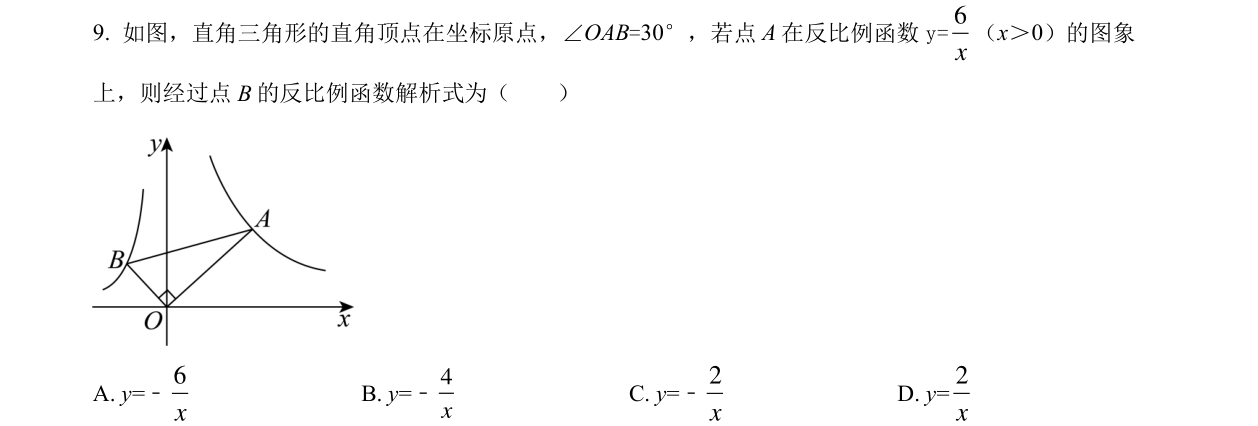 9. 如图，直角三角形的直角顶点在坐标原点，∠OAB=30°，若点 A 在反比例函数 y=6/x（x＞0）的图象
上，则经过点 B 的反比例函数解析式为（　　）
y
A
B
O
x
A. y=﹣6/x B. y=﹣4/x C. y=﹣2/x D. y=2/x